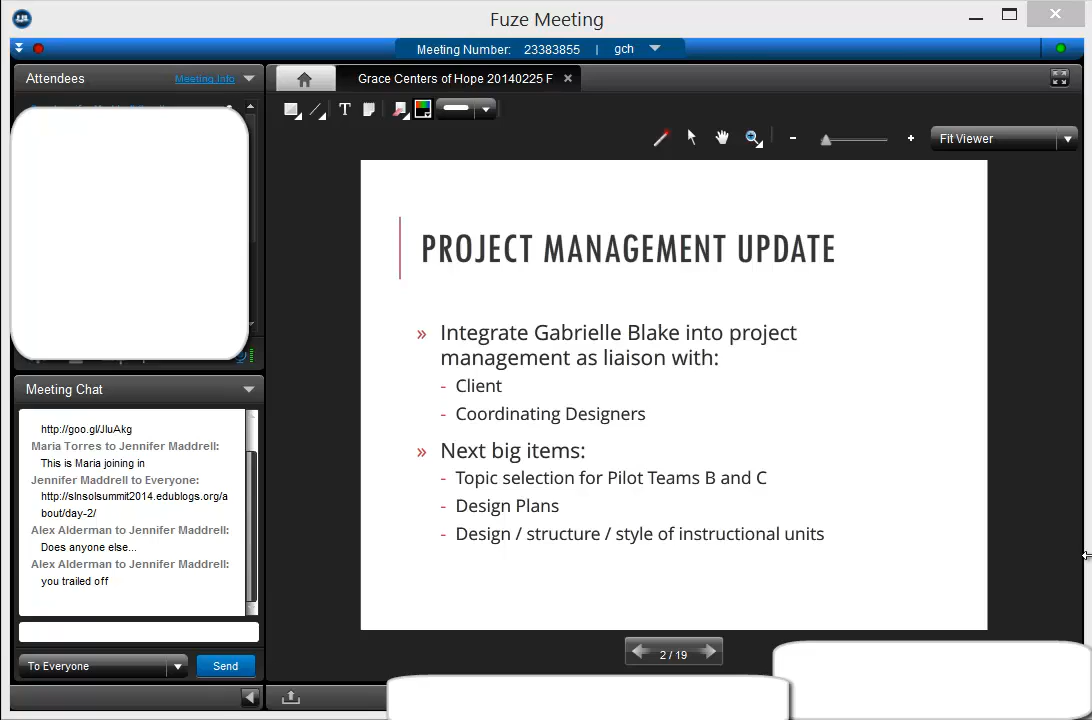 Fuze Meeting
Meeting Number: 23383855 | gch
Attendees
Meeting Info
Grace Centers of Hope 20140225 F
T
Fit Viewer
PROJECT MANAGEMENT UPDATE
» Integrate Gabrielle Blake into project
management as liaison with:
- Client
- Coordinating Designers
» Next big items:
- Topic selection for Pilot Teams B and C
- Design Plans
- Design / structure / style of instructional units
2 / 19
Meeting Chat
http://goo.gl/JIuAkg
Maria Torres to Jennifer Maddrell:
This is Maria joining in
Jennifer Maddrell to Everyone:
http://slnsolsummit2014.edublogs.org/a
bout/day-2/
Alex Alderman to Jennifer Maddrell:
Does anyone else...
Alex Alderman to Jennifer Maddrell:
you trailed off
To Everyone
Send